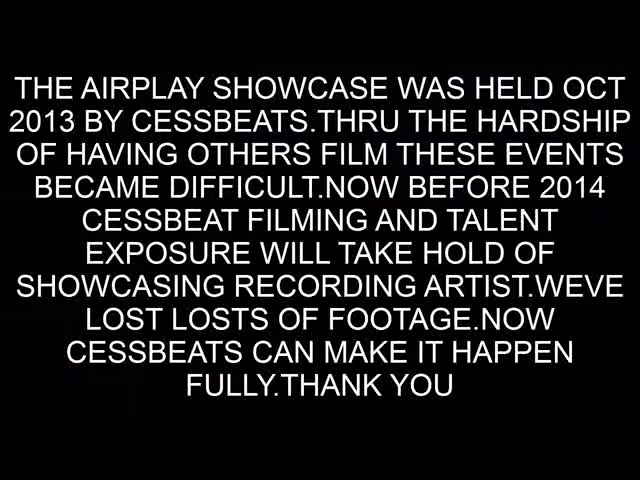 THE AIRPLAY SHOWCASE WAS HELD OCT
2013 BY CESSBEATS.THRU THE HARDSHIP
OF HAVING OTHERS FILM THESE EVENTS
BECAME DIFFICULT.NOW BEFORE 2014
CESSBEAT FILMING AND TALENT
EXPOSURE WILL TAKE HOLD OF
SHOWCASING RECORDING ARTIST.WEVE
LOST LOSTS OF FOOTAGE.NOW
CESSBEATS CAN MAKE IT HAPPEN
FULLY.THANK YOU